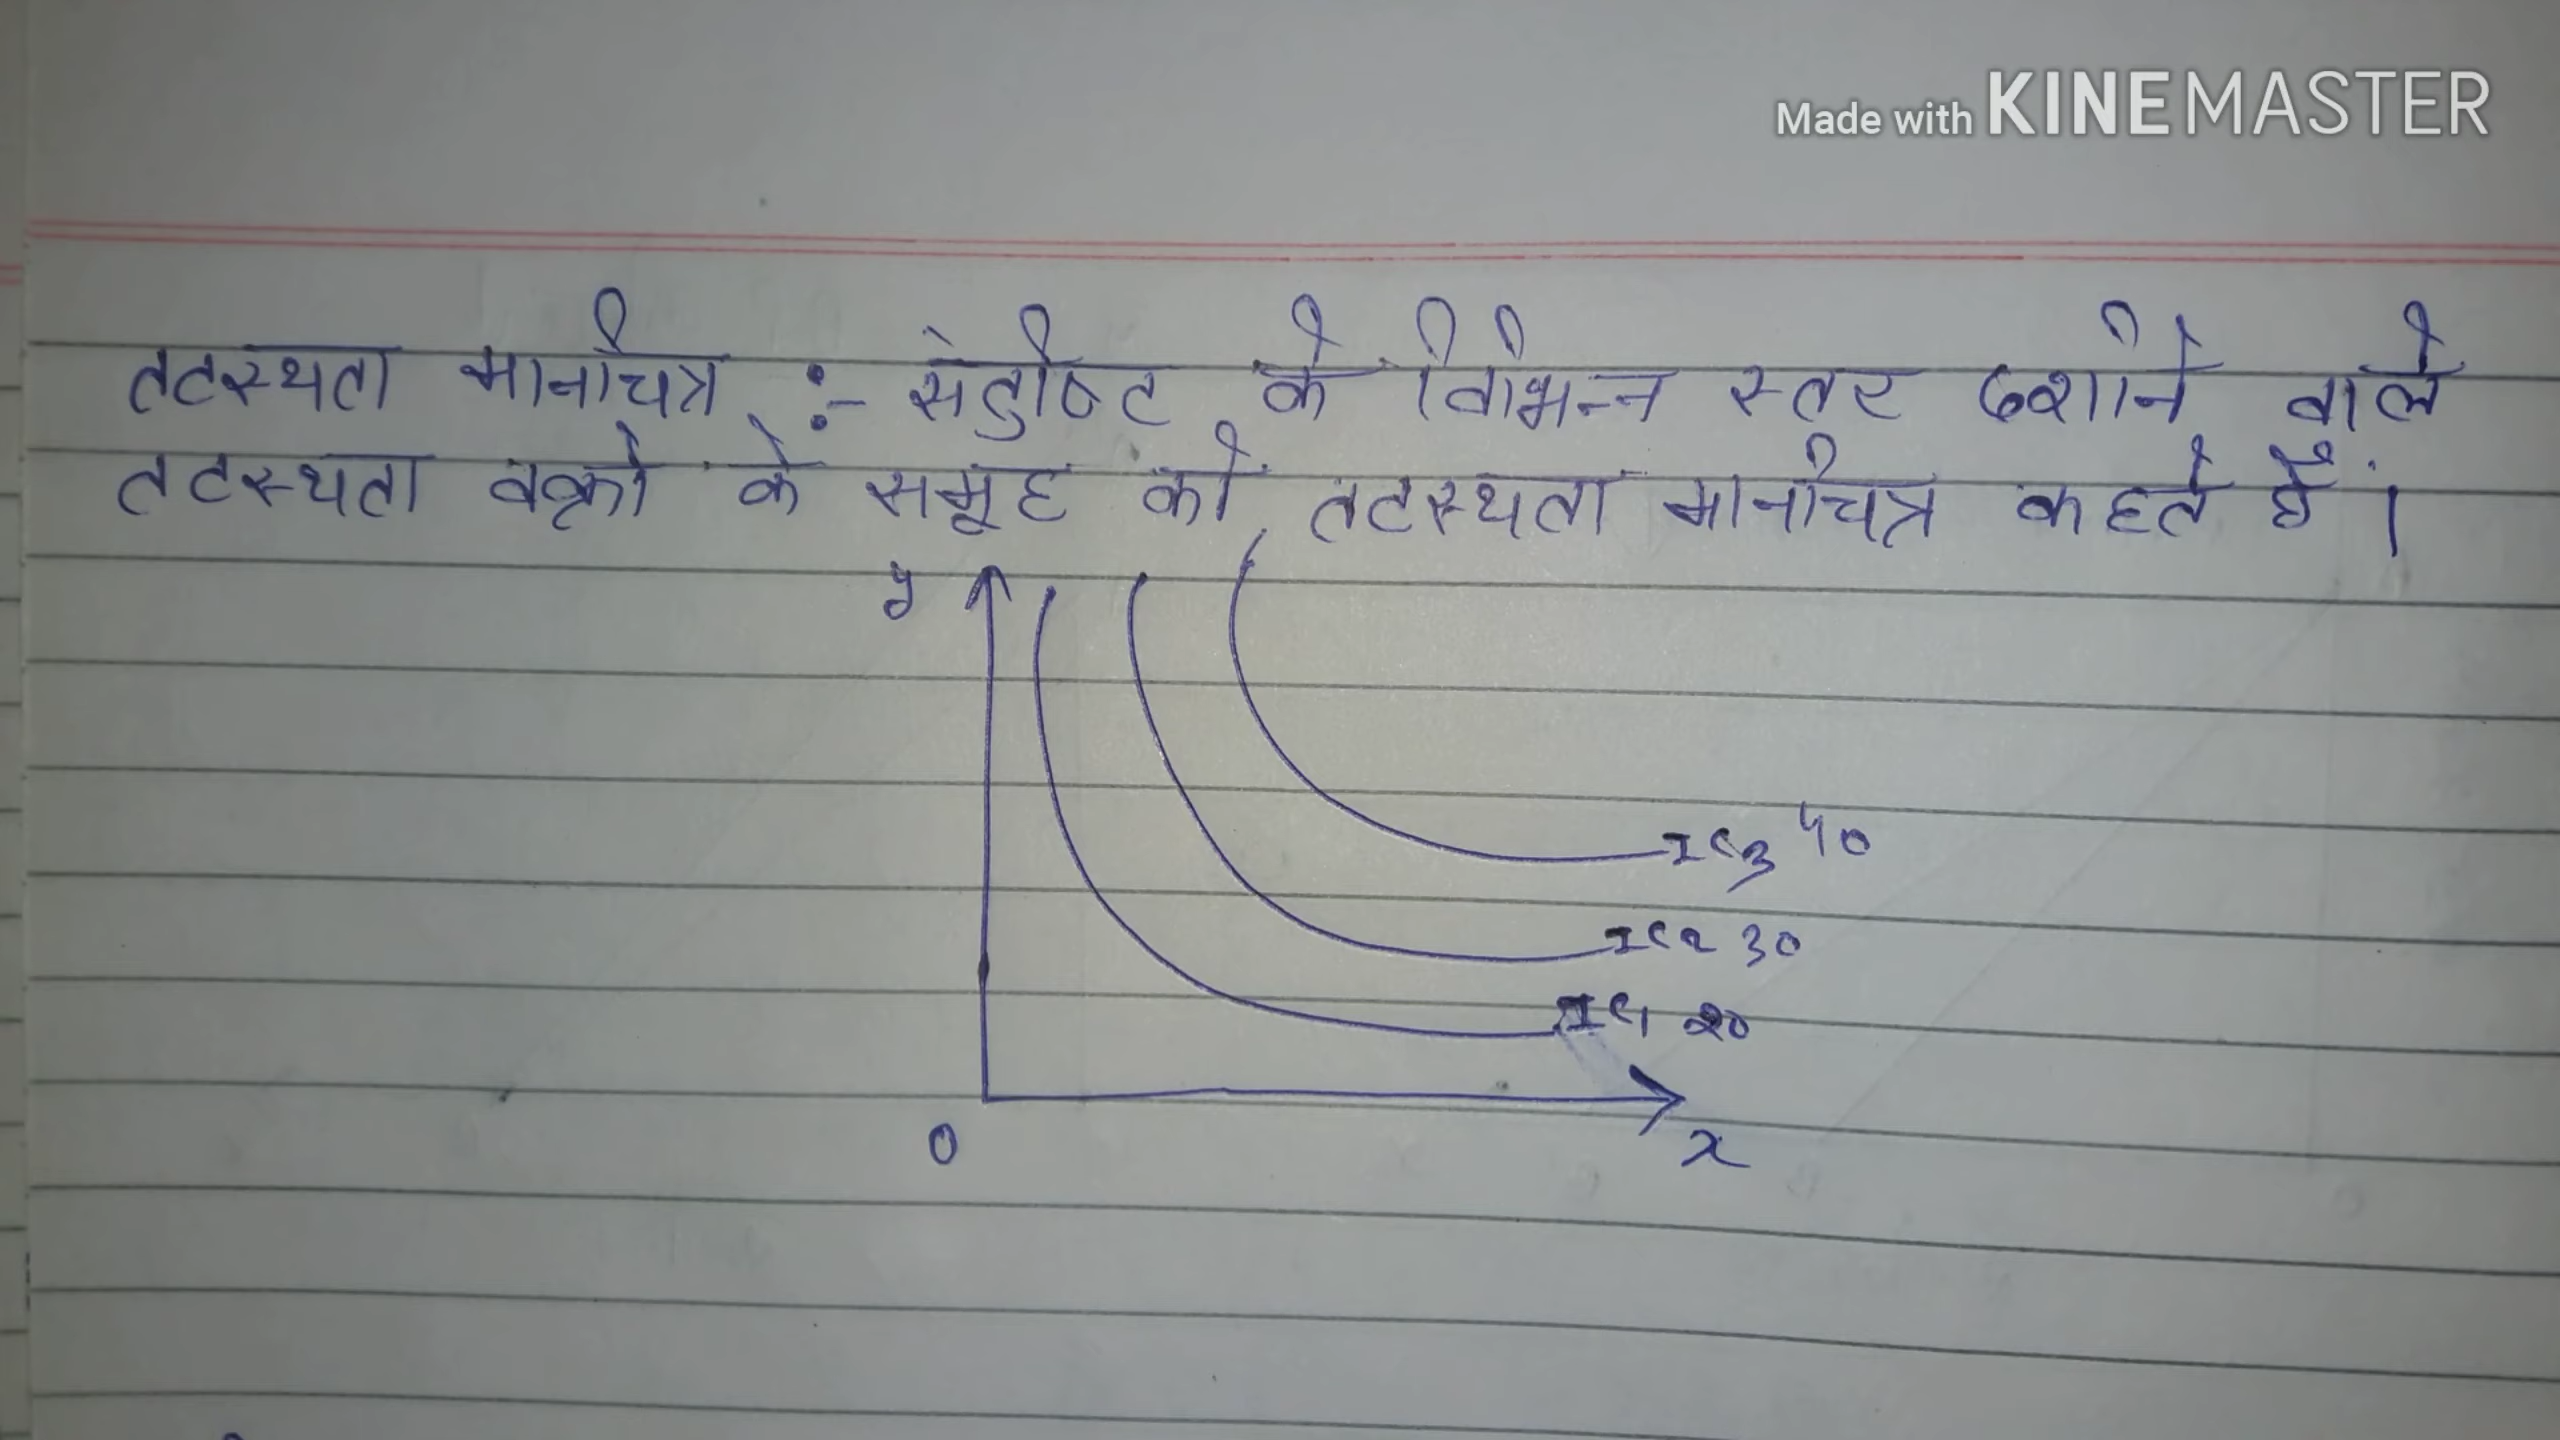 Made with KINEMASTER
तटस्थता मानचित्र :- संतुष्टि के विभिन्न स्तर दर्शाने वाले
तटस्थता वक्रो के समूह को तटस्थता मानचित्र कहते हैं।
y
IC3 40
IC2 30
IC1 20
0
x